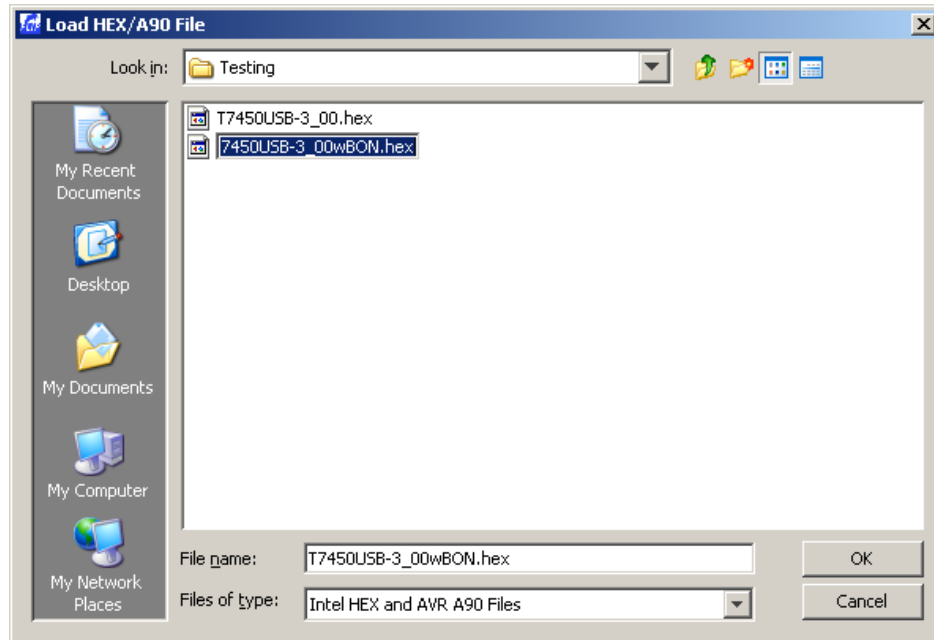 Load HEX/A90 File
Look in:
Testing
T7450USB-3_00.hex
7450USB-3_00wBON.hex
My Recent
Documents
Desktop
My Documents
My Computer
My Network
Places
File name:
T7450USB-3_00wBON.hex
OK
Files of type:
Intel HEX and AVR A90 Files
Cancel